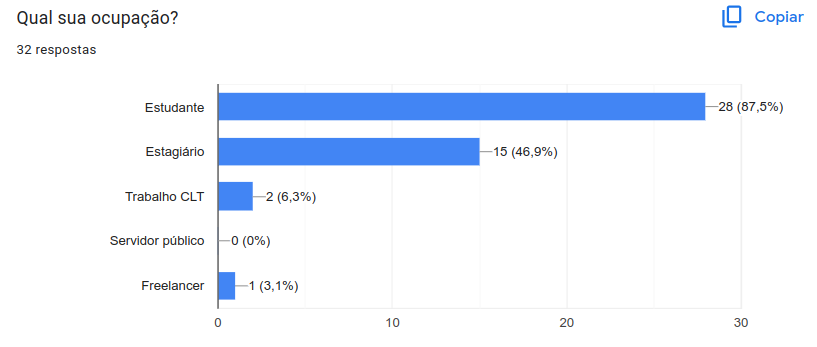 Qual sua ocupação?
Copiar
32 respostas
Estudante 28 (87,5%)
Estagiário 15 (46,9%)
Trabalho CLT 2 (6,3%)
Servidor público 0 (0%)
Freelancer 1 (3,1%)
0 10 20 30